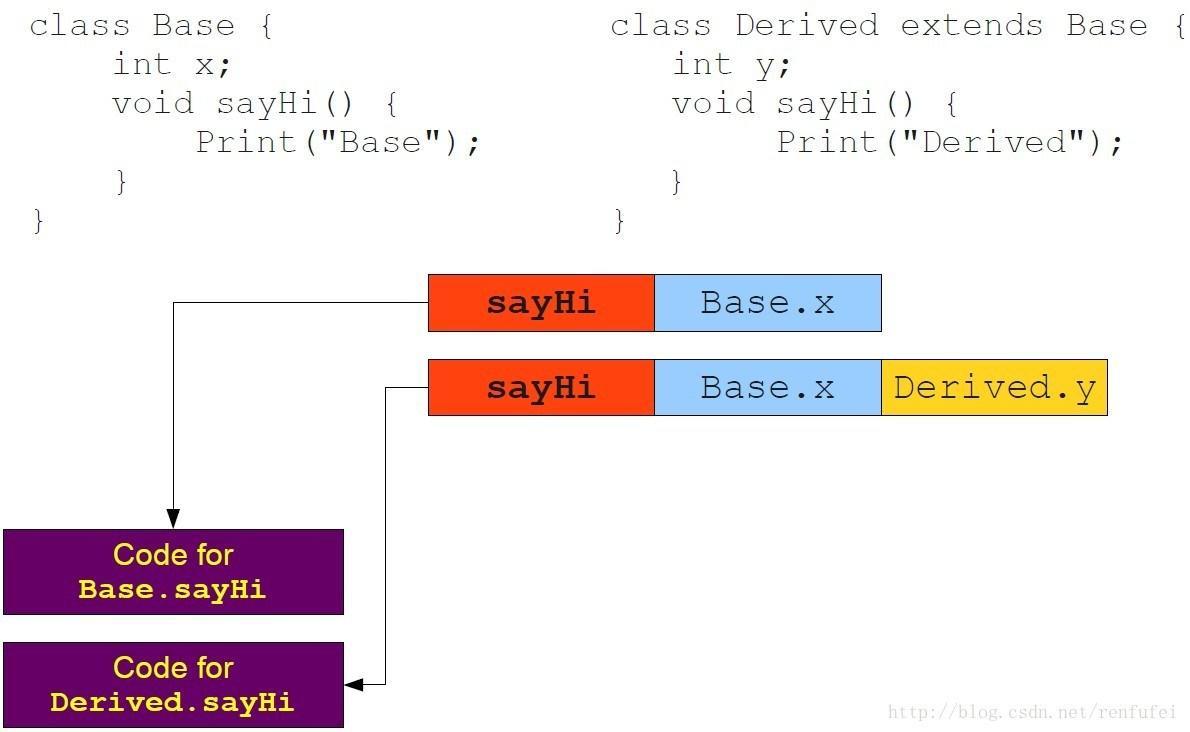 class Base {
int x;
void sayHi() {
Print("Base");
}
}
class Derived extends Base {
int y;
void sayHi() {
Print("Derived");
}
}
sayHi Base.x
sayHi Base.x Derived.y
Code for
Base.sayHi
Code for
Derived.sayHi
http://blog.csdn.net/renfufei